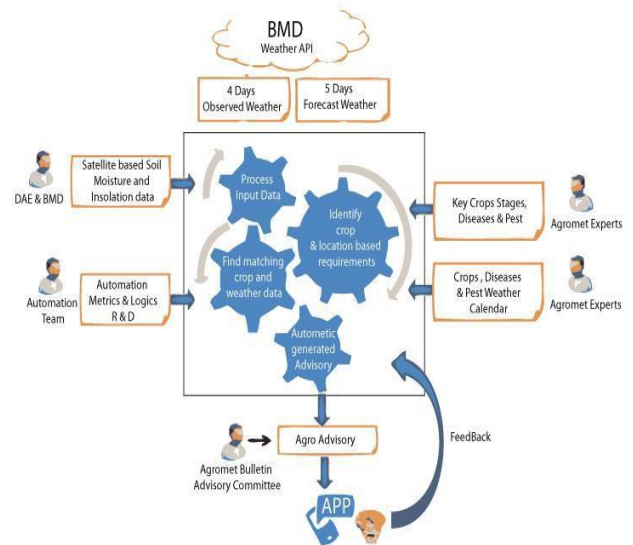 BMD
Weather API
4 Days
Observed Weather
5 Days
Forecast Weather
DAE & BMD
Satellite based Soil
Moisture and
Insolation data
Process
Input Data
Identify
crop
& location based
requirements
Key Crops Stages,
Diseases & Pest
Agromet Experts
Automation
Team
Automation
Metrics & Logics
R & D
Find matching
crop and
weather data
Crops , Diseases
& Pest Weather
Calendar
Agromet Experts
Autometic
generated
Advisory
Agro Advisory
Agromet Bulletin
Advisory Committee
FeedBack
APP